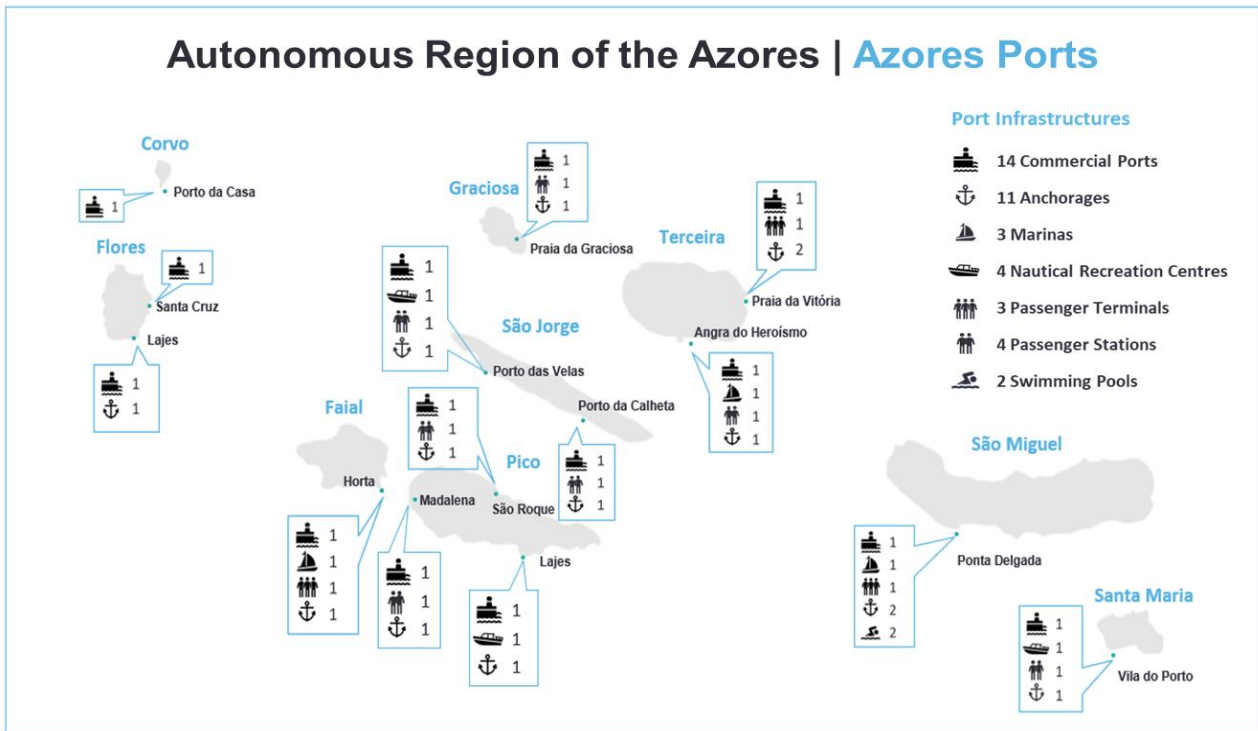 Autonomous Region of the Azores | Azores Ports
Port Infrastructures
14 Commercial Ports
11 Anchorages
3 Marinas
4 Nautical Recreation Centres
3 Passenger Terminals
4 Passenger Stations
2 Swimming Pools
Corvo
Porto da Casa
1
Flores
Santa Cruz
1
Lajes
1
1
Graciosa
Praia da Graciosa
1
1
1
Terceira
Praia da Vitória
1
1
2
Angra do Heroísmo
1
1
1
1
São Jorge
Porto das Velas
1
1
1
1
Porto da Calheta
1
1
1
Faial
Horta
1
1
1
1
Pico
Madalena
1
1
1
São Roque
1
1
1
Lajes
1
1
1
São Miguel
Ponta Delgada
1
1
1
2
2
Santa Maria
Vila do Porto
1
1
1
1